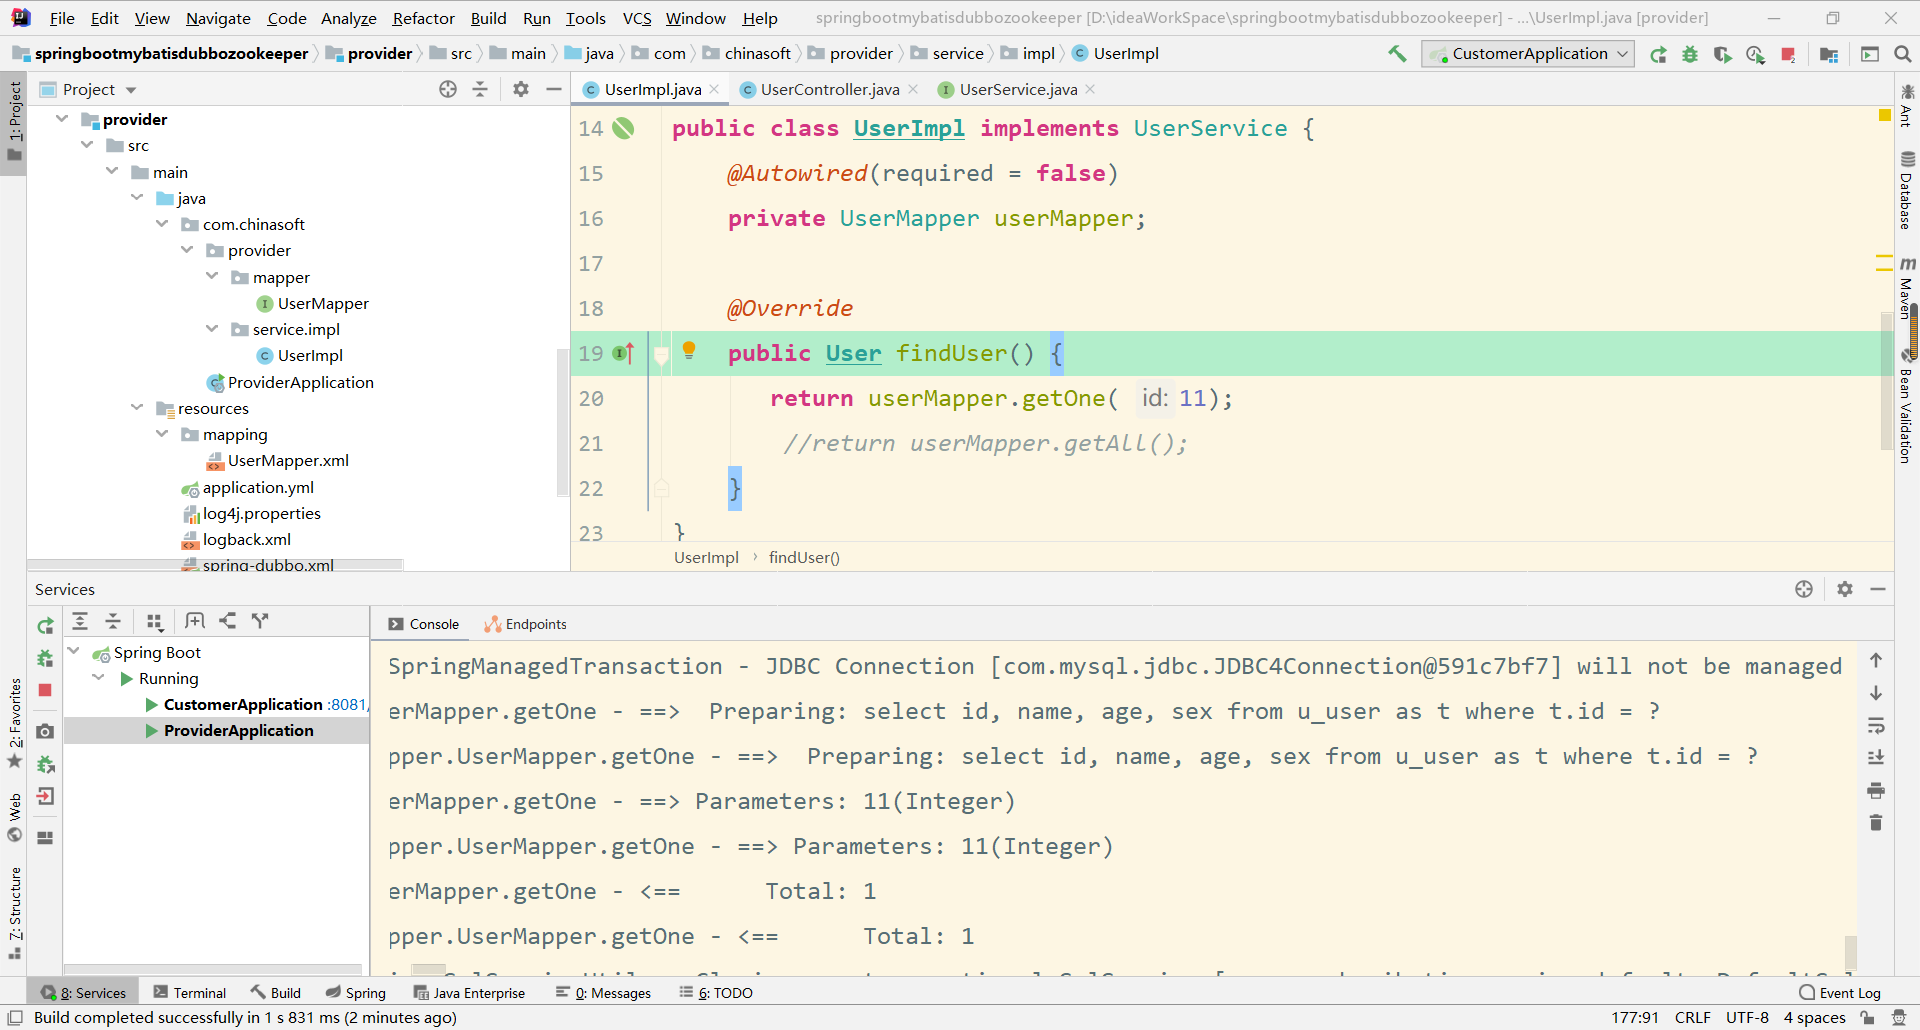 File Edit View Navigate Code Analyze Refactor Build Run Tools VCS Window Help springbootmybatisdubbozookeeper [D:\ideaWorkSpace\springbootmybatisdubbozookeeper] - ...\UserImpl.java [provider]
springbootmybatisdubbozookeeper provider src main java com chinasoft provider service impl UserImpl CustomerApplication
1: Project
Project
provider
src
main
java
com.chinasoft
provider
mapper
UserMapper
service.impl
UserImpl
ProviderApplication
resources
mapping
UserMapper.xml
application.yml
log4j.properties
logback.xml
spring-dubbo.xml
UserImpl.java UserController.java UserService.java
14 public class UserImpl implements UserService {
15 @Autowired(required = false)
16 private UserMapper userMapper;
17
18 @Override
19 public User findUser() {
20 return userMapper.getOne( id: 11);
21 //return userMapper.getAll();
22 }
23 }
UserImpl › findUser()
Ant
Database
Maven
Bean Validation
Services
2: Favorites
Web
7: Structure
Spring Boot
Running
CustomerApplication :8081/
ProviderApplication
Console Endpoints
SpringManagedTransaction - JDBC Connection [com.mysql.jdbc.JDBC4Connection@591c7bf7] will not be managed
erMapper.getOne - ==>  Preparing: select id, name, age, sex from u_user as t where t.id = ?
pper.UserMapper.getOne - ==>  Preparing: select id, name, age, sex from u_user as t where t.id = ?
erMapper.getOne - ==> Parameters: 11(Integer)
pper.UserMapper.getOne - ==> Parameters: 11(Integer)
erMapper.getOne - <==      Total: 1
pper.UserMapper.getOne - <==      Total: 1
8: Services Terminal Build Spring Java Enterprise 0: Messages 6: TODO Event Log
Build completed successfully in 1 s 831 ms (2 minutes ago) 177:91 CRLF UTF-8 4 spaces